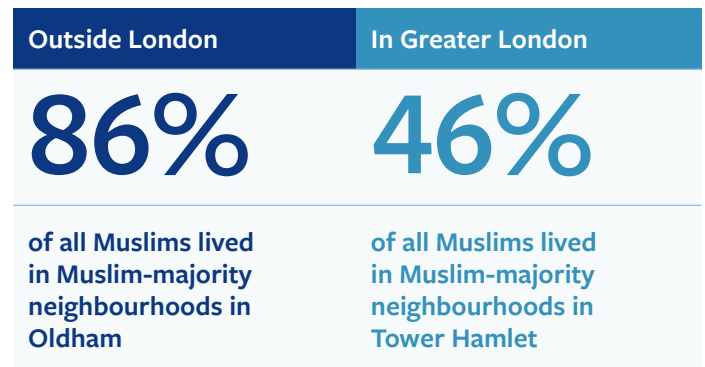 Outside London
In Greater London
86%
46%
of all Muslims lived
in Muslim-majority
neighbourhoods in
Oldham
of all Muslims lived
in Muslim-majority
neighbourhoods in
Tower Hamlet